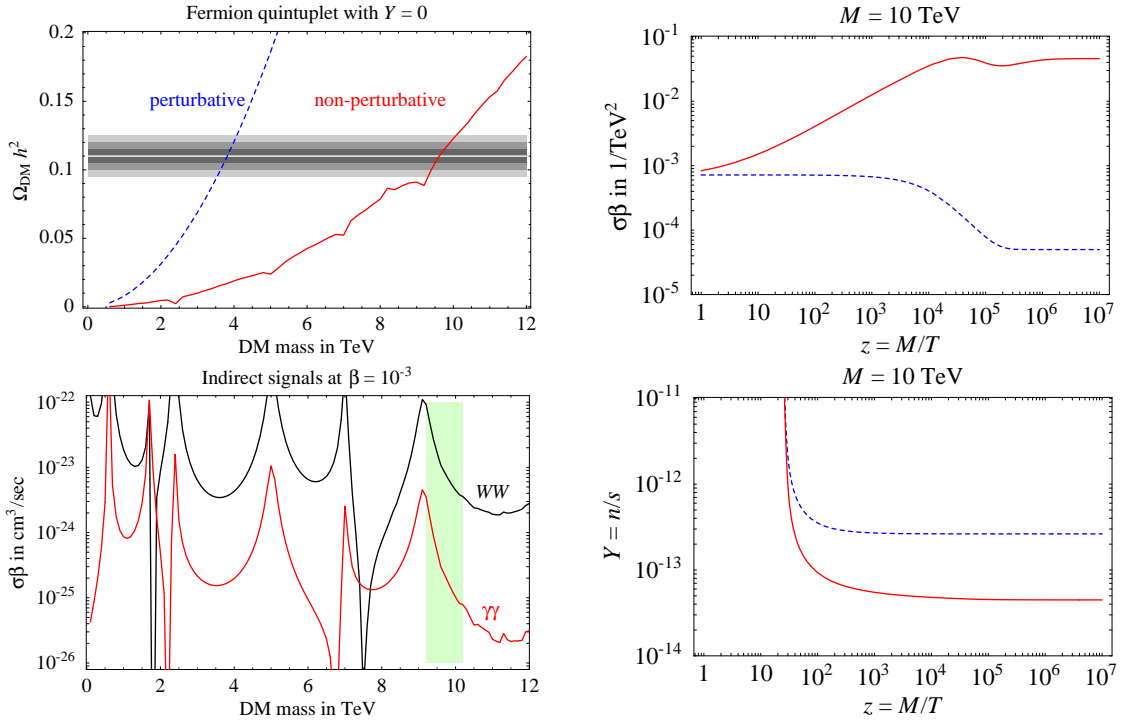 Fermion quintuplet with Y = 0
0.2
0.15
0.1
0.05
0
Ω_DM h²
perturbative
non-perturbative
0 2 4 6 8 10 12
DM mass in TeV
M = 10 TeV
10⁻¹
10⁻²
10⁻³
10⁻⁴
10⁻⁵
σβ in 1/TeV²
1 10 10² 10³ 10⁴ 10⁵ 10⁶ 10⁷
z = M/T
Indirect signals at β = 10⁻³
10⁻²²
10⁻²³
10⁻²⁴
10⁻²⁵
10⁻²⁶
σβ in cm³/sec
WW
γγ
0 2 4 6 8 10 12
DM mass in TeV
M = 10 TeV
10⁻¹¹
10⁻¹²
10⁻¹³
10⁻¹⁴
Y = n/s
1 10 10² 10³ 10⁴ 10⁵ 10⁶ 10⁷
z = M/T